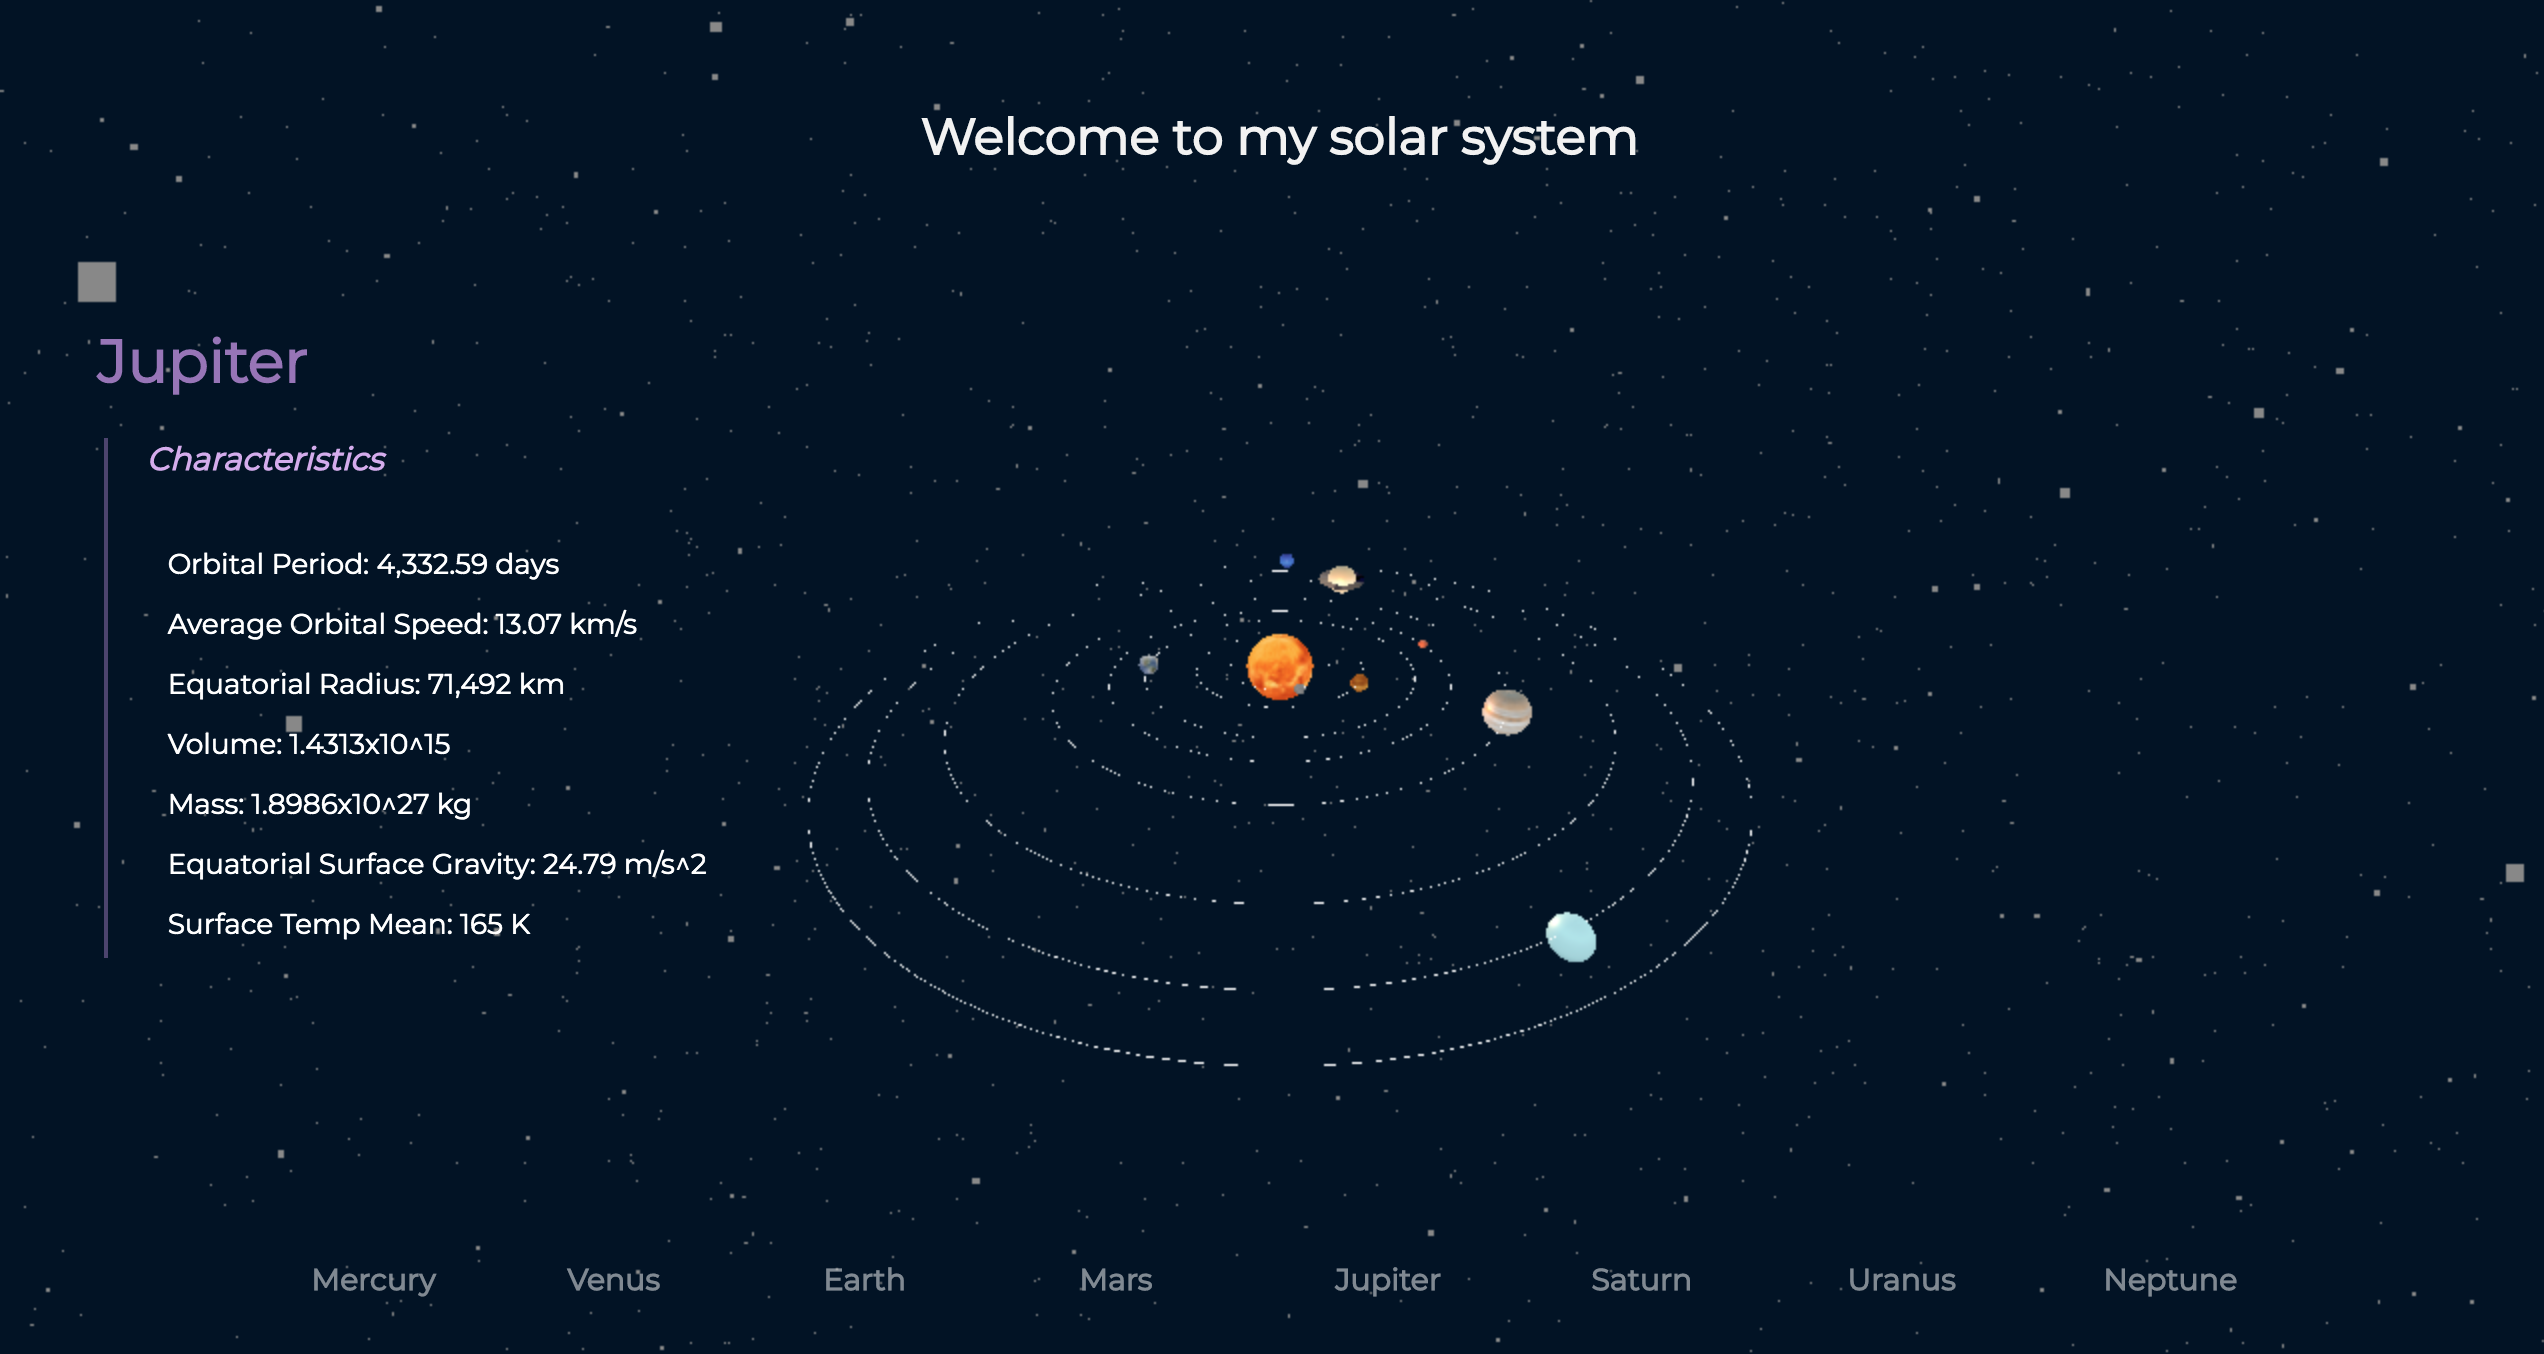 Welcome to my solar system
Jupiter
Characteristics
Orbital Period: 4,332.59 days
Average Orbital Speed: 13.07 km/s
Equatorial Radius: 71,492 km
Volume: 1.4313x10^15
Mass: 1.8986x10^27 kg
Equatorial Surface Gravity: 24.79 m/s^2
Surface Temp Mean: 165 K
Mercury Venus Earth Mars Jupiter Saturn Uranus Neptune